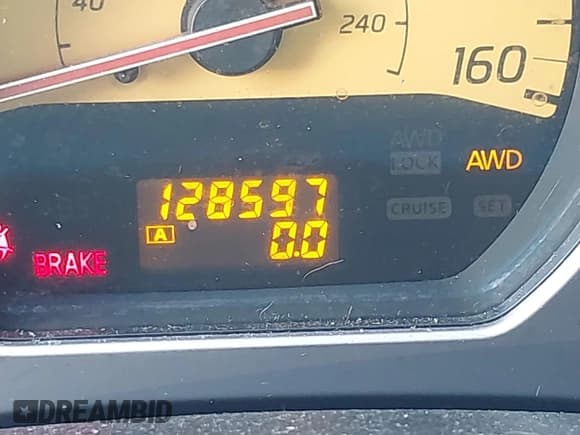 40
240
160
AWD
LOCK
AWD
128597
CRUISE
SET
A
0.0
BRAKE
DREAMBID